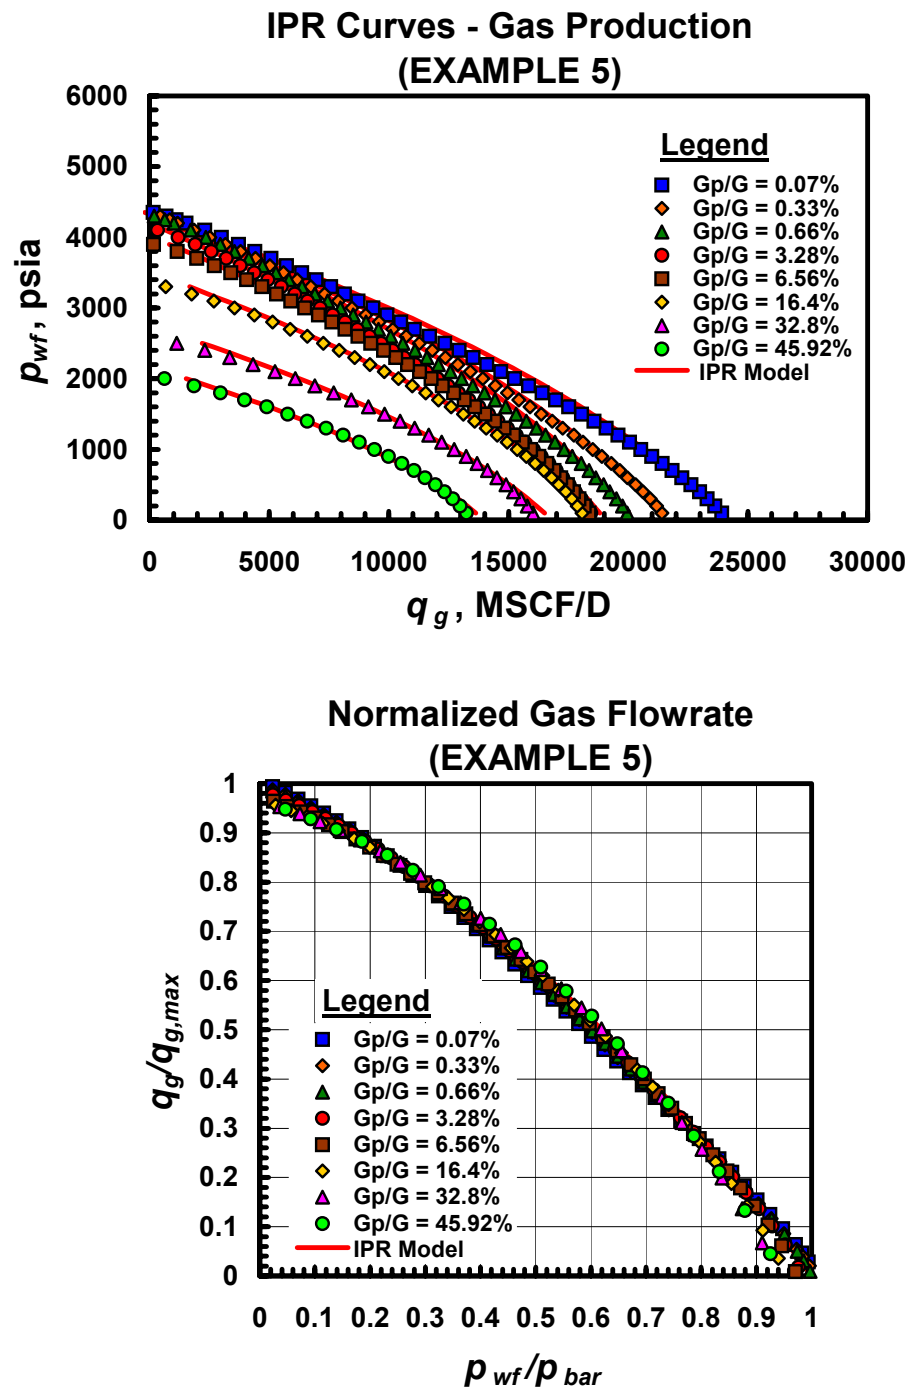 IPR Curves - Gas Production
(EXAMPLE 5)
6000
5000
4000
3000
2000
1000
0
p wf, psia
Legend
Gp/G = 0.07%
Gp/G = 0.33%
Gp/G = 0.66%
Gp/G = 3.28%
Gp/G = 6.56%
Gp/G = 16.4%
Gp/G = 32.8%
Gp/G = 45.92%
IPR Model
0 5000 10000 15000 20000 25000 30000
q g , MSCF/D
Normalized Gas Flowrate
(EXAMPLE 5)
1
0.9
0.8
0.7
0.6
0.5
0.4
0.3
0.2
0.1
0
qg/qg,max
Legend
Gp/G = 0.07%
Gp/G = 0.33%
Gp/G = 0.66%
Gp/G = 3.28%
Gp/G = 6.56%
Gp/G = 16.4%
Gp/G = 32.8%
Gp/G = 45.92%
IPR Model
0 0.1 0.2 0.3 0.4 0.5 0.6 0.7 0.8 0.9 1
p wf /p bar